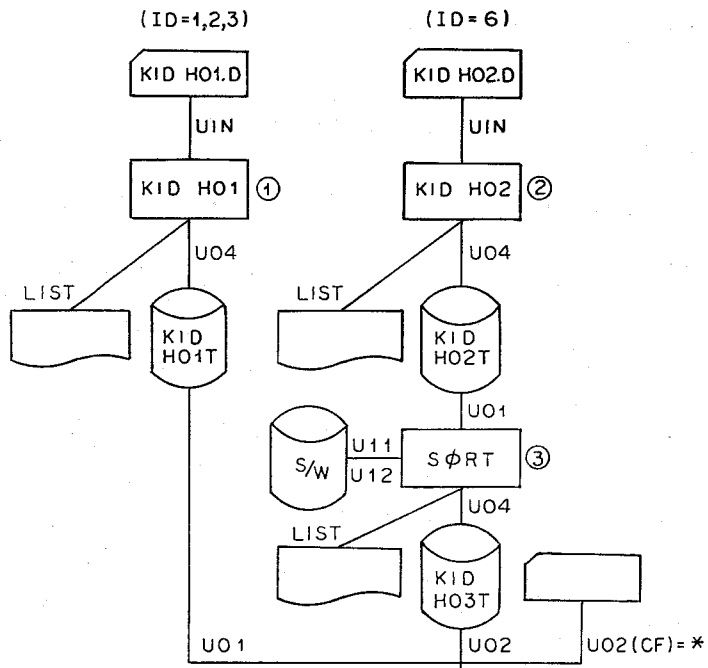 (ID=1,2,3)
(ID=6)
KID H01.D
KID H02.D
UIN
UIN
KID H01
①
KID H02
②
U04
U04
LIST
LIST
KID
H01T
KID
H02T
U01
S/W
U11
U12
SØRT
③
U04
LIST
KID
H03T
U01
U02
U02(CF)=*